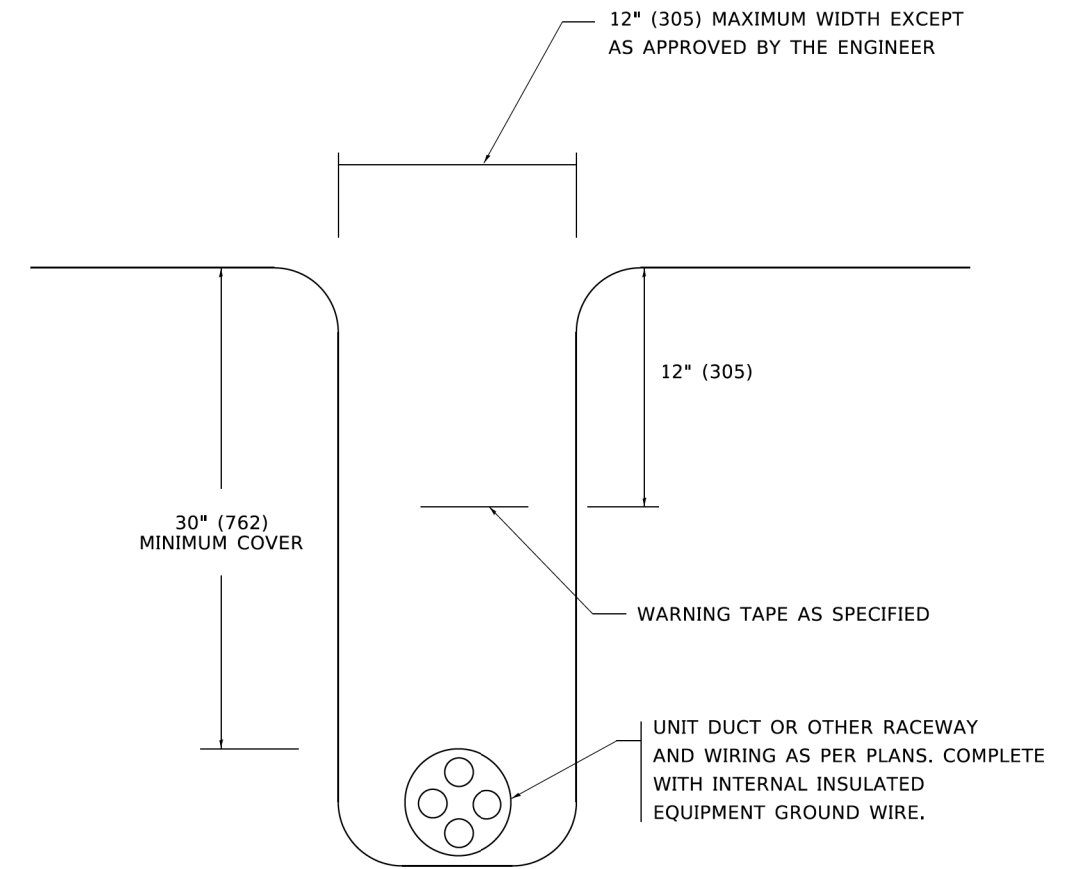 12" (305) MAXIMUM WIDTH EXCEPT
AS APPROVED BY THE ENGINEER
12" (305)
30" (762)
MINIMUM COVER
WARNING TAPE AS SPECIFIED
UNIT DUCT OR OTHER RACEWAY
AND WIRING AS PER PLANS. COMPLETE
WITH INTERNAL INSULATED
EQUIPMENT GROUND WIRE.